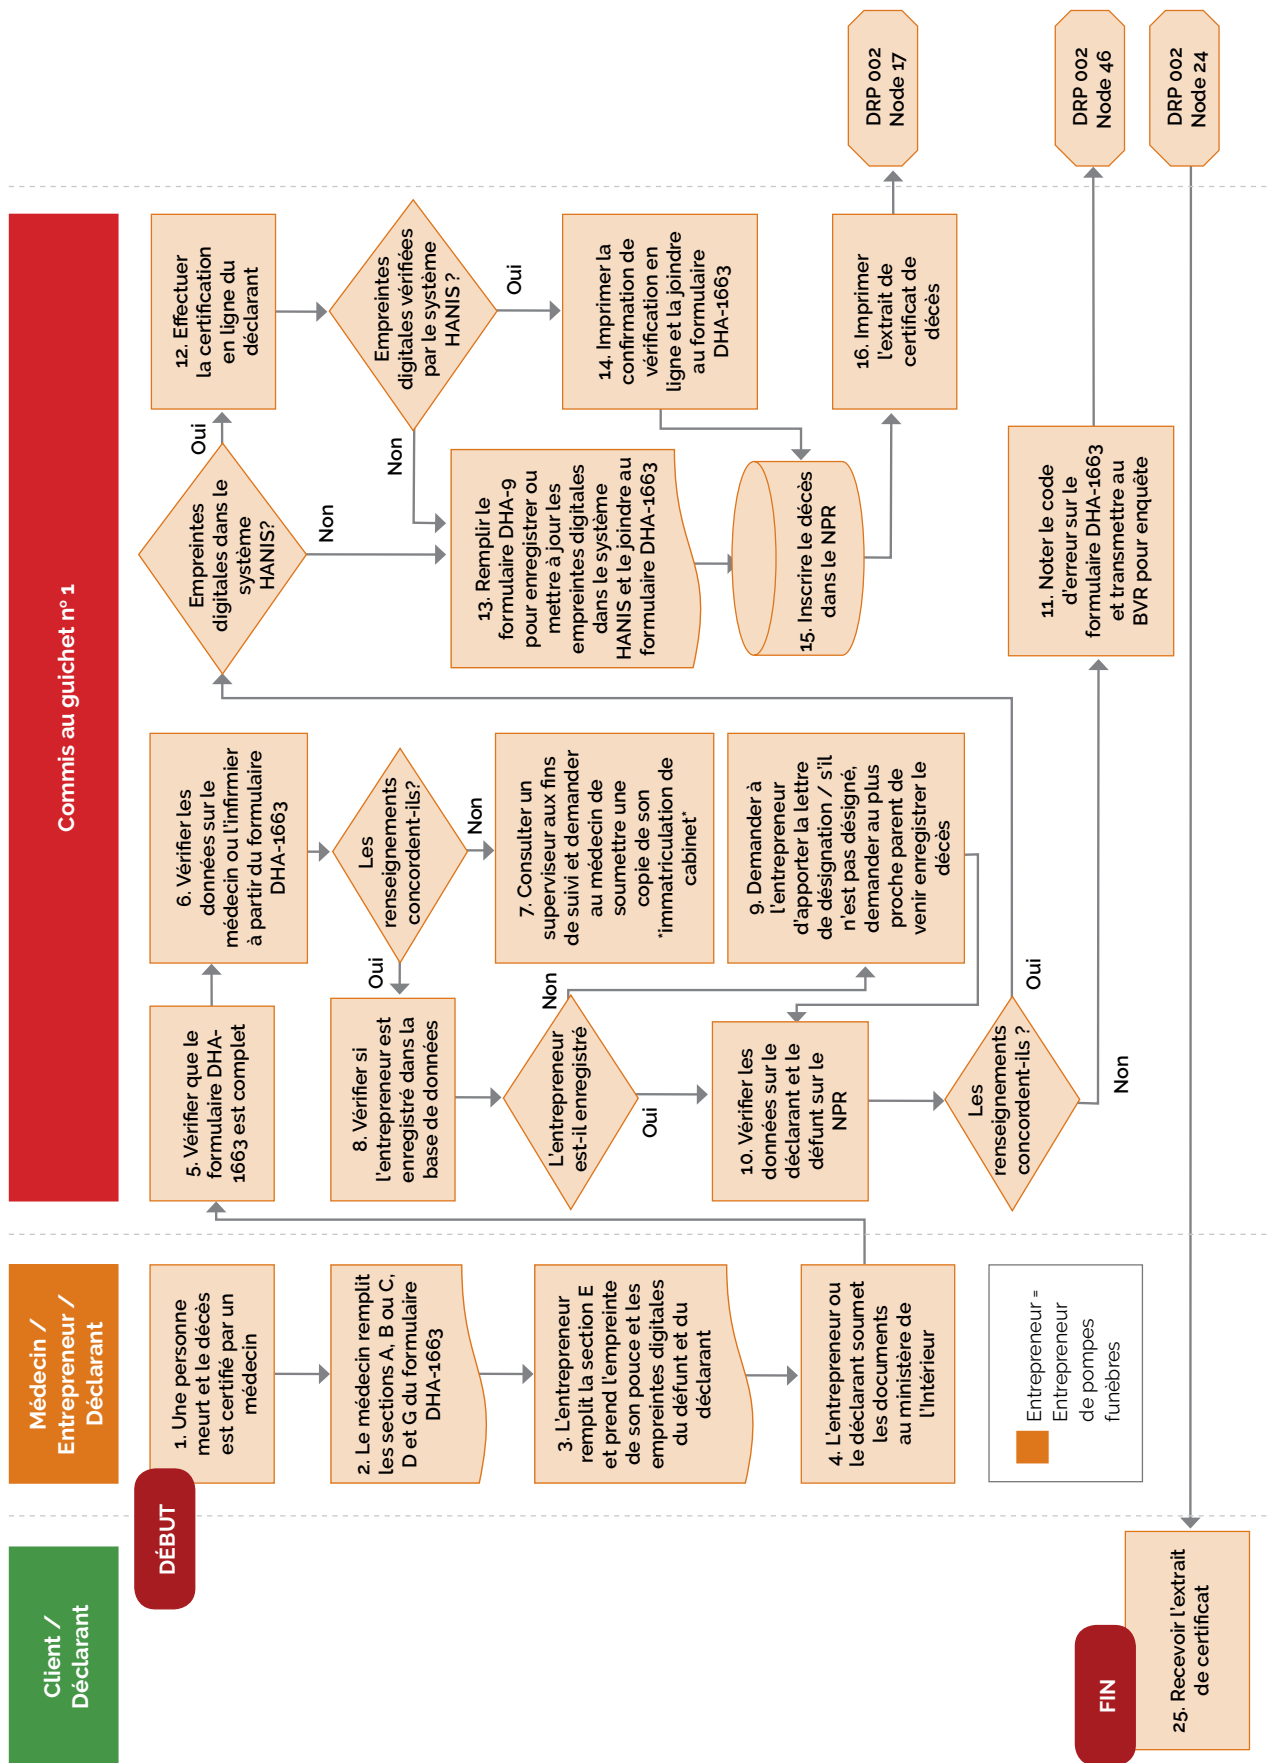 Client /
Déclarant
Médecin /
Entrepreneur /
Déclarant
Commis au guichet n° 1
DÉBUT
1. Une personne
meurt et le décès
est certifié par un
médecin
2. Le médecin remplit
les sections A, B ou C,
D et G du formulaire
DHA-1663
3. L'entrepreneur
remplit la section E
et prend l'empreinte
de son pouce et les
empreintes digitales
du défunt et du
déclarant
4. L'entrepreneur ou
le déclarant soumet
les documents
au ministère de
l'Intérieur
Entrepreneur =
Entrepreneur
de pompes
funèbres
5. Vérifier que le
formulaire DHA-
1663 est complet
6. Vérifier les
données sur le
médecin ou l'infirmier
à partir du formulaire
DHA-1663
Les
renseignements
concordent-ils?
Oui
Non
7. Consulter un
superviseur aux fins
de suivi et demander
au médecin de
soumettre une
copie de son
*immatriculation de
cabinet*
8. Vérifier si
l'entrepreneur est
enregistré dans la
base de données
L'entrepreneur
est-il enregistré
Non
Oui
9. Demander à
l'entrepreneur
d'apporter la lettre
de désignation / s'il
n'est pas désigné,
demander au plus
proche parent de
venir enregistrer le
décès
10. Vérifier les
données sur le
déclarant et le
défunt sur le
NPR
Les
renseignements
concordent-ils ?
Oui
Non
11. Noter le code
d'erreur sur le
formulaire DHA-1663
et transmettre au
BVR pour enquête
Empreintes
digitales dans le
système
HANIS?
Oui
Non
12. Effectuer
la certification
en ligne du
déclarant
Empreintes
digitales vérifiées
par le système
HANIS ?
Non
Oui
13. Remplir le
formulaire DHA-9
pour enregistrer ou
mettre à jour les
empreintes digitales
dans le système
HANIS et le joindre au
formulaire DHA-1663
14. Imprimer la
confirmation de
vérification en
ligne et la joindre
au formulaire
DHA-1663
15. Inscrire le décès
dans le NPR
16. Imprimer
l'extrait de
certificat de
décès
DRP 002
Node 17
DRP 002
Node 46
DRP 002
Node 24
FIN
25. Recevoir l'extrait
de certificat